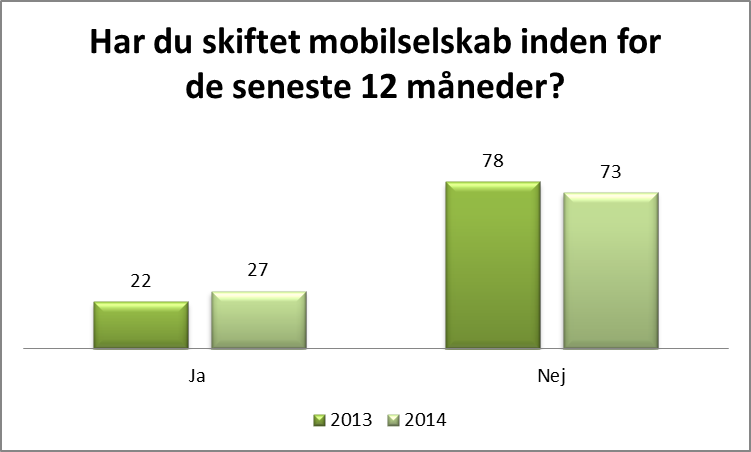 Har du skiftet mobilselskab inden for
de seneste 12 måneder?
78
73
22
27
Ja
Nej
2013
2014